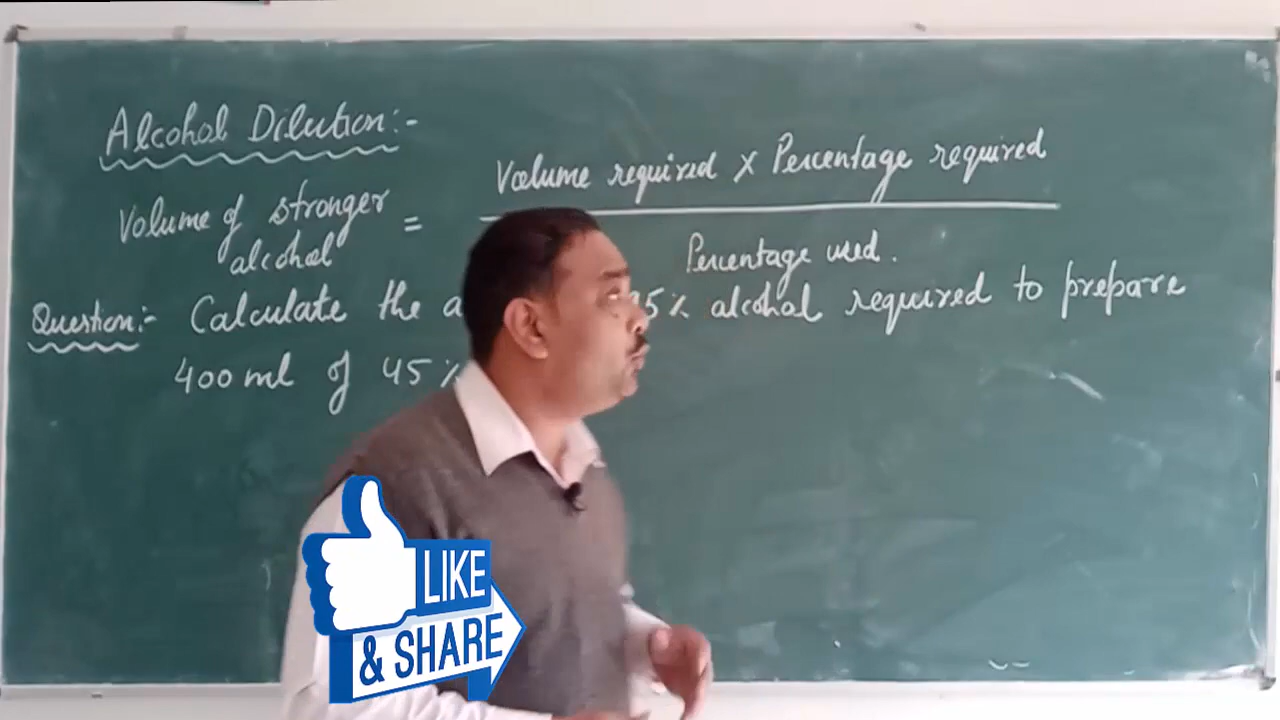 Alcohol Dilution:-
Volume of stronger alcohol =
Volume required × Percentage required
Percentage used.
Question:- Calculate the 5% alcohol required to prepare
400 ml of 45%
LIKE
& SHARE